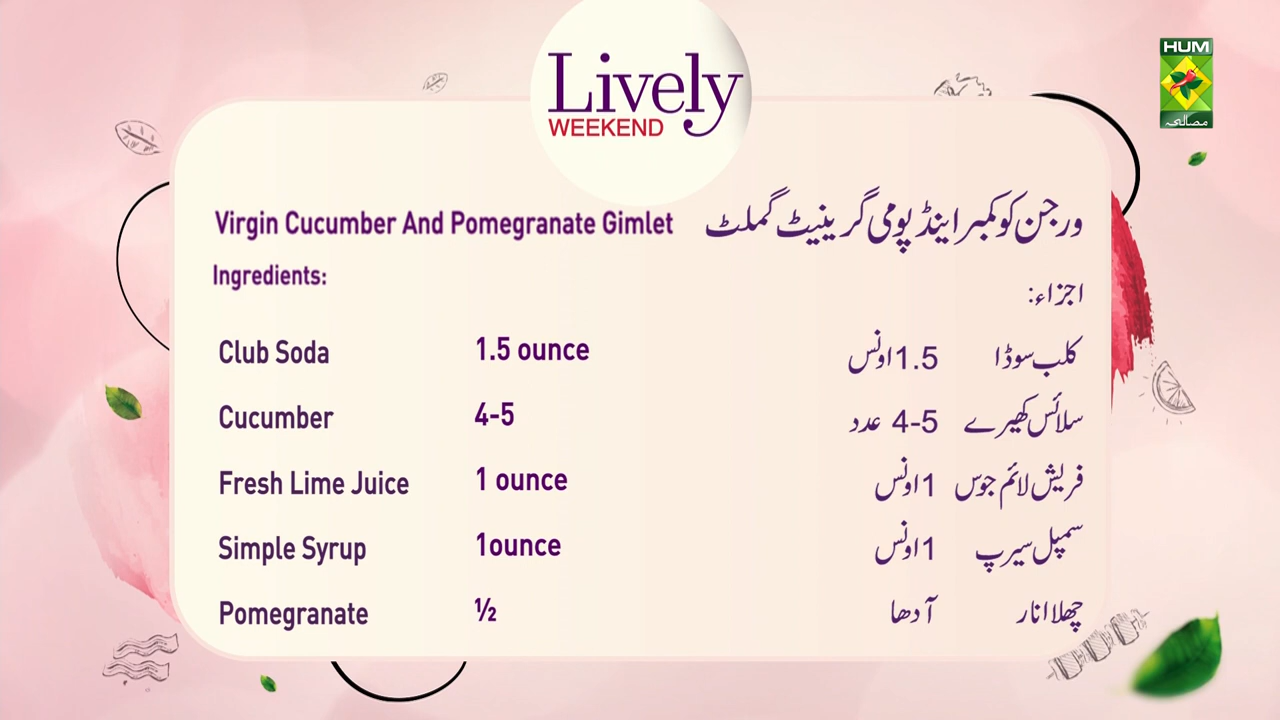 Lively
WEEKEND
HUM
مصالحہ
Virgin Cucumber And Pomegranate Gimlet ورجن کوکمبر اینڈ پومی گرینیٹ گملٹ
Ingredients: اجزاء:
Club Soda 1.5 ounce کلب سوڈا 1.5 اونس
Cucumber 4-5 سلائس کھیرے 4-5 عدد
Fresh Lime Juice 1 ounce فریش لائم جوس 1 اونس
Simple Syrup 1ounce سمپل سیرپ 1 اونس
Pomegranate ½ چھلا انار آدھا